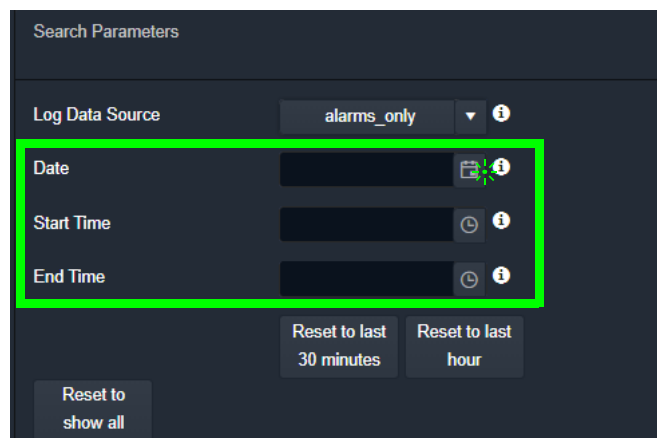 Search Parameters
Log Data Source
alarms_only
Date
Start Time
End Time
Reset to last
30 minutes
Reset to last
hour
Reset to
show all